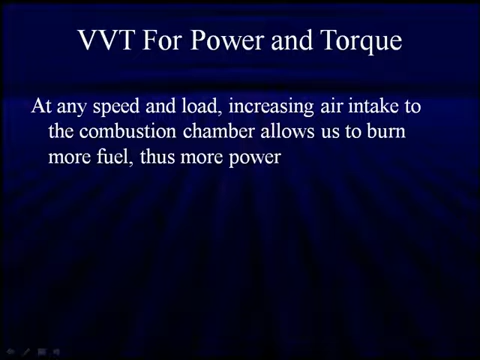 VVT For Power and Torque
At any speed and load, increasing air intake to
the combustion chamber allows us to burn
more fuel, thus more power